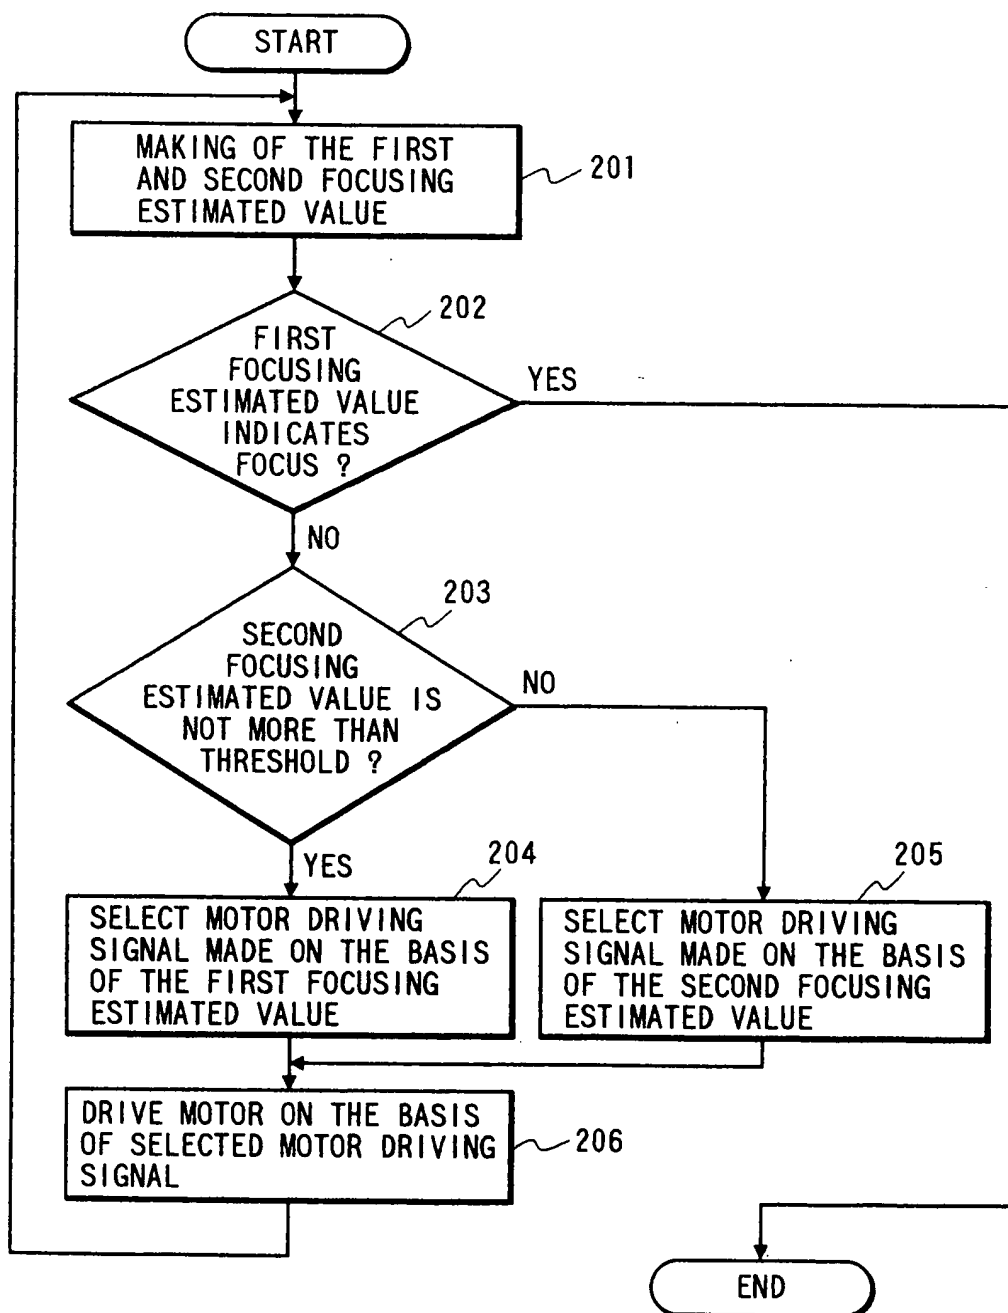 START
MAKING OF THE FIRST
AND SECOND FOCUSING
ESTIMATED VALUE
201
202
FIRST
FOCUSING
ESTIMATED VALUE
INDICATES
FOCUS ?
YES
NO
203
SECOND
FOCUSING
ESTIMATED VALUE IS
NOT MORE THAN
THRESHOLD ?
NO
YES
204
SELECT MOTOR DRIVING
SIGNAL MADE ON THE BASIS
OF THE FIRST FOCUSING
ESTIMATED VALUE
205
SELECT MOTOR DRIVING
SIGNAL MADE ON THE BASIS
OF THE SECOND FOCUSING
ESTIMATED VALUE
DRIVE MOTOR ON THE BASIS
OF SELECTED MOTOR DRIVING
SIGNAL
206
END